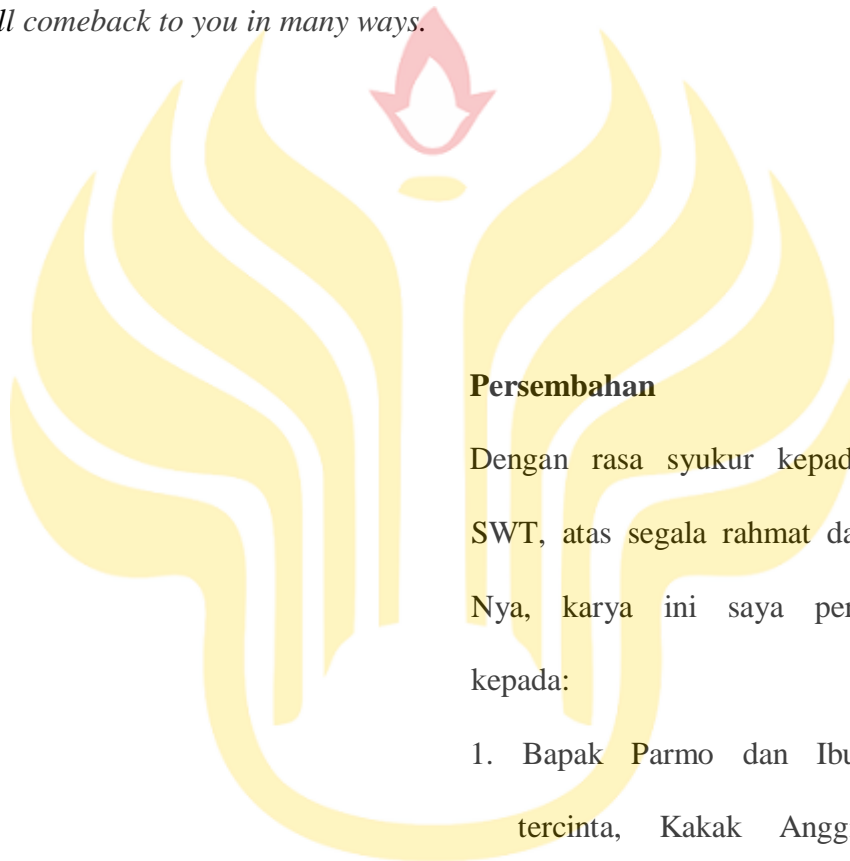 ll comeback to you in many ways.
Persembahan
Dengan rasa syukur kepad
SWT, atas segala rahmat da
Nya, karya ini saya per
kepada:
1. Bapak Parmo dan Ibu
tercinta, Kakak Angg